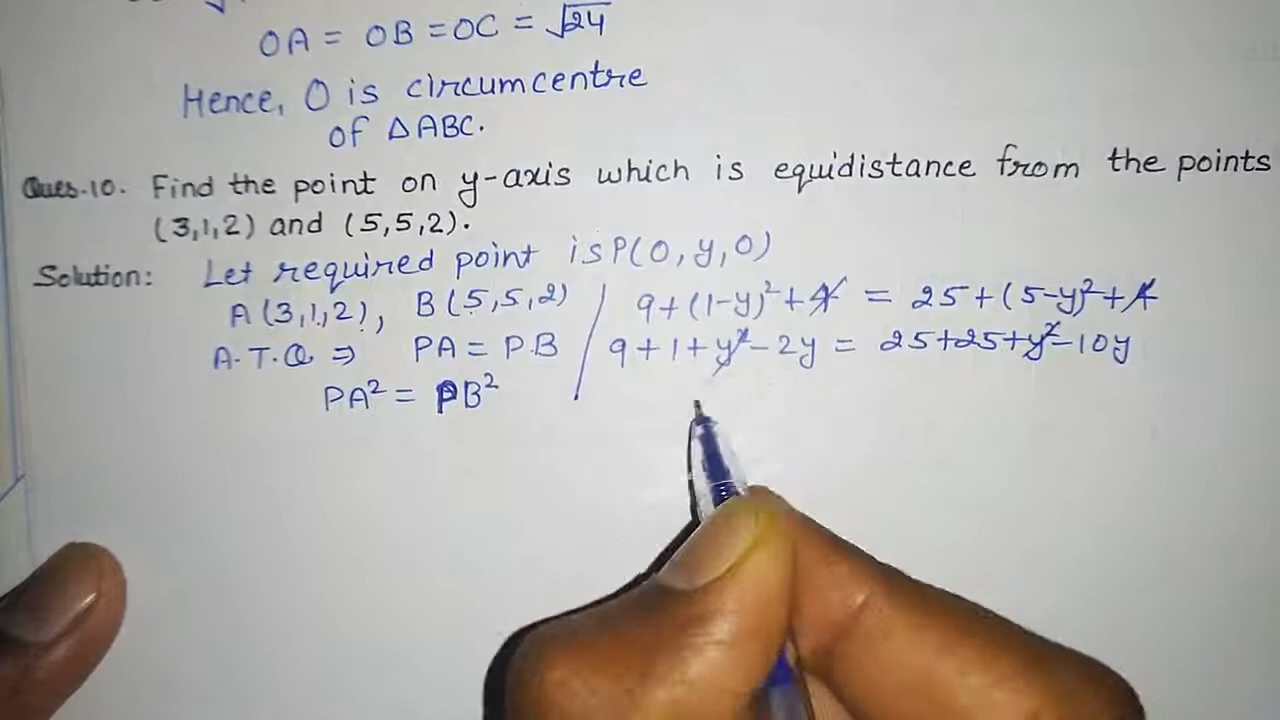 OA = OB = OC = √24
Hence, O is circumcentre
of ΔABC.
Ques.10. Find the point on y-axis which is equidistance from the points
(3,1,2) and (5,5,2).
Solution: Let required point is P(0, y, 0)
A(3,1,2), B(5,5,2) / 9+(1-y)²+4 = 25+(5-y)²+4
A.T.Q ⇒ PA = PB / 9+1+y²-2y = 25+25+y²-10y
PA² = PB²